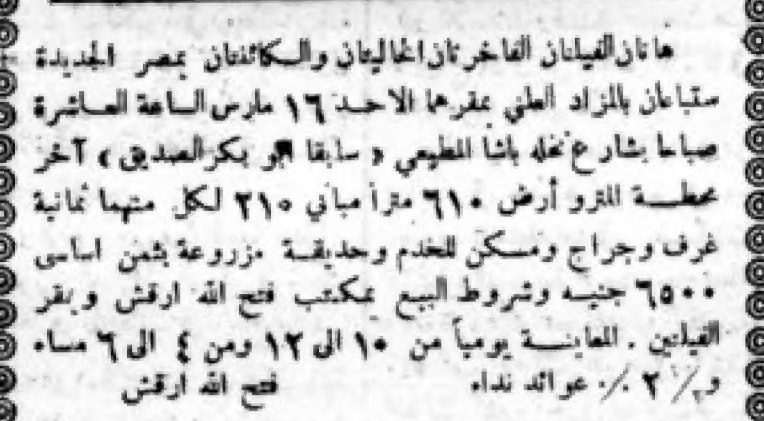 هاتان الفيلتان الفاخرتان الخاليتان والكائنتان بمصر الجديدة
ستباعان بالمزاد العلني بمقرهما الاحد ١٦ مارس الساعة العاشرة
صباحا بشارع نخله باشا المطيعي « سابقا ابو بكر الصديق » آخر
محطة المترو أرض ٦١٠ مترا مباني ٢١٥ لكل منهما ثمانية
غرف وجراج ومسكن للخدم وحديقة مزروعة بثمن اساسى
٦٥٠٠ جنيه وشروط البيع بمكتب فتح الله ارقش وبقر
الفيلتين . المعاينة يومياً من ١٠ الى ١٢ ومن ٤ الى ٦ مساء
و ٢ ٪ عوائد نداء فتح الله ارقش